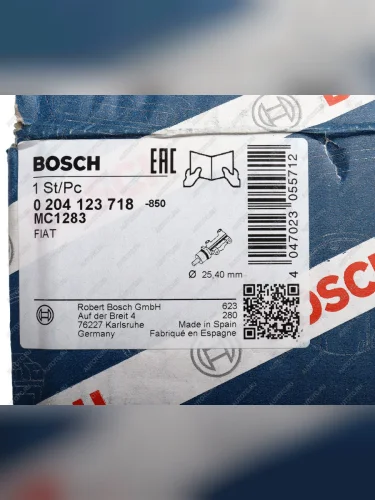 BOSCH
EAC
1 St/Pc
0 204 123 718 -850
MC1283
FIAT
Ø 25,40 mm
4 047023 055712
Robert Bosch GmbH
Auf der Breit 4
76227 Karlsruhe
Germany
623
280
Made in Spain
Fabriqué en Espagne
BOSCH